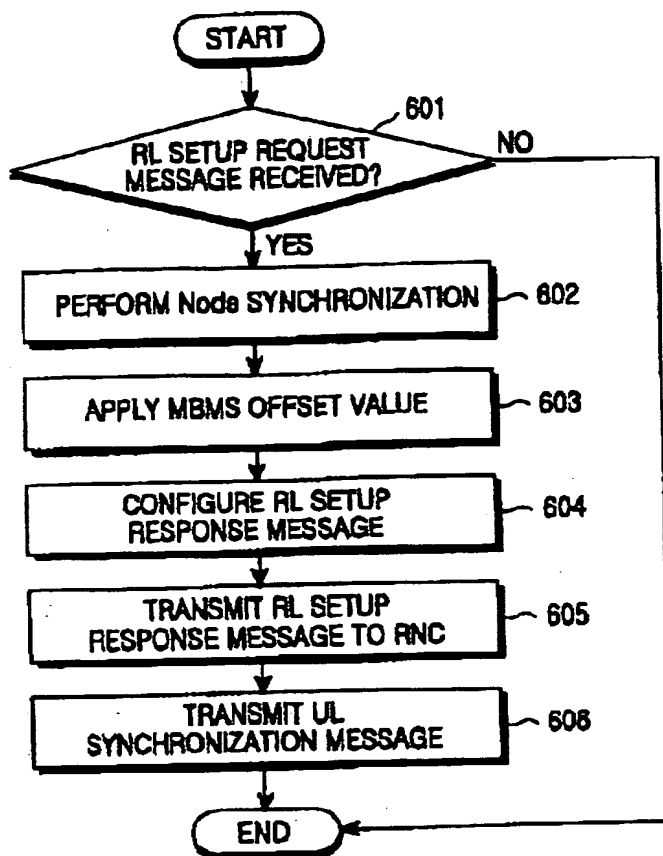 START
601
RL SETUP REQUEST
MESSAGE RECEIVED?
NO
YES
PERFORM Node SYNCHRONIZATION
602
APPLY MBMS OFFSET VALUE
603
CONFIGURE RL SETUP
RESPONSE MESSAGE
604
TRANSMIT RL SETUP
RESPONSE MESSAGE TO RNC
605
TRANSMIT UL
SYNCHRONIZATION MESSAGE
606
END